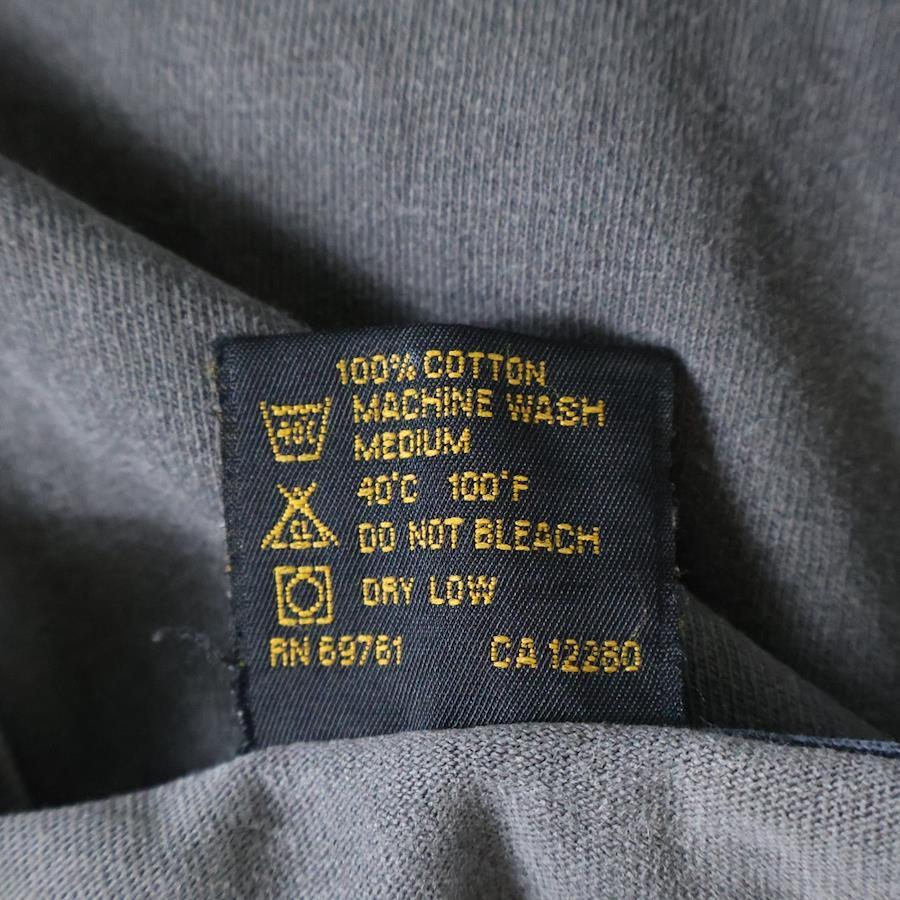 100% COTTON
MACHINE WASH
MEDIUM
40°C 100°F
DO NOT BLEACH
DRY LOW
RN 69761 CA 12260